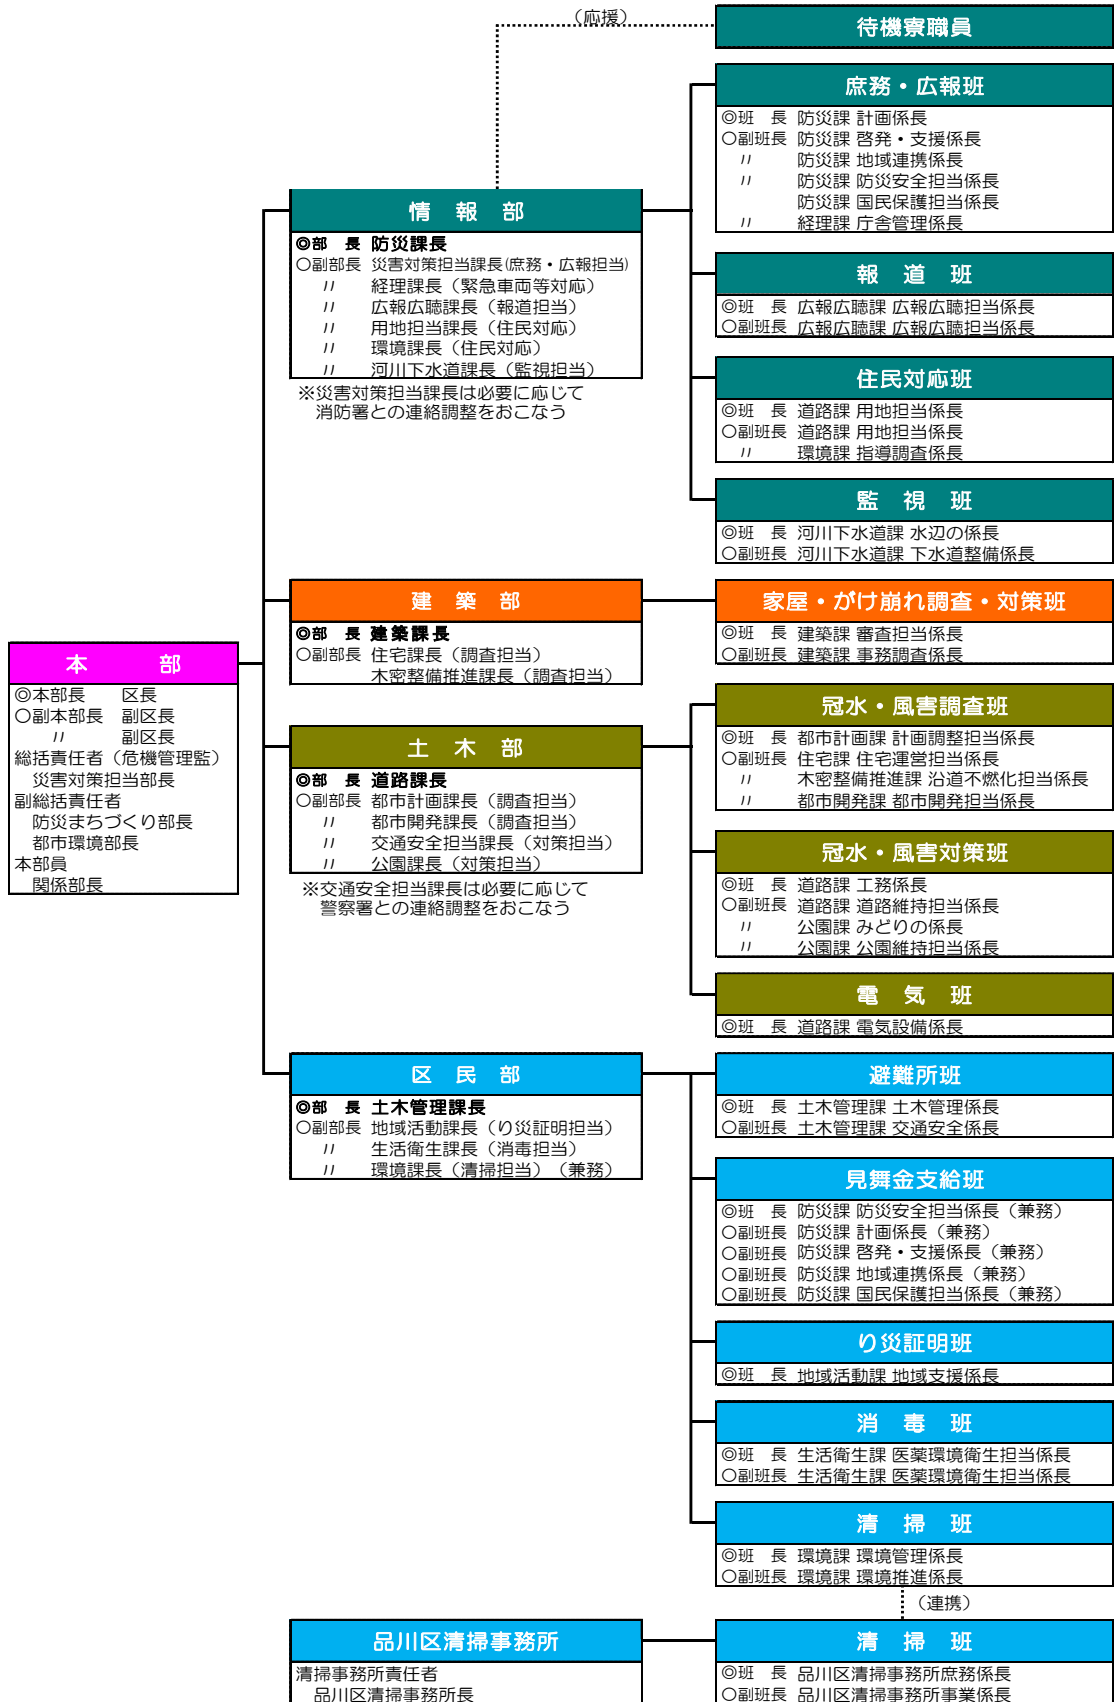 （応援）
待機寮職員
庶務・広報班
◎班　長 防災課 計画係長
○副班長 防災課 啓発・支援係長
〃 防災課 地域連携係長
〃 防災課 防災安全担当係長
防災課 国民保護担当係長
〃 経理課 庁舎管理係長
情　報　部
◎部　長 防災課長
○副部長 災害対策担当課長(庶務・広報担当)
〃 経理課長（緊急車両等対応）
〃 広報広聴課長（報道担当）
〃 用地担当課長（住民対応）
〃 環境課長（住民対応）
〃 河川下水道課長（監視担当）
※災害対策担当課長は必要に応じて
消防署との連絡調整をおこなう
報　道　班
◎班　長 広報広聴課 広報広聴担当係長
○副班長 広報広聴課 広報広聴担当係長
住民対応班
◎班　長 道路課 用地担当係長
○副班長 道路課 用地担当係長
〃 環境課 指導調査係長
監　視　班
◎班　長 河川下水道課 水辺の係長
○副班長 河川下水道課 下水道整備係長
建　築　部
◎部　長 建築課長
○副部長 住宅課長（調査担当）
木密整備推進課長（調査担当）
家屋・がけ崩れ調査・対策班
◎班　長 建築課 審査担当係長
○副班長 建築課 事務調査係長
本　　　部
◎本部長　区長
○副本部長　副区長
〃　副区長
総括責任者（危機管理監）
災害対策担当部長
副総括責任者
防災まちづくり部長
都市環境部長
本部員
関係部長
土　木　部
◎部　長 道路課長
○副部長 都市計画課長（調査担当）
〃 都市開発課長（調査担当）
〃 交通安全担当課長（対策担当）
〃 公園課長（対策担当）
※交通安全担当課長は必要に応じて
警察署との連絡調整をおこなう
冠水・風害調査班
◎班　長 都市計画課 計画調整担当係長
○副班長 住宅課 住宅運営担当係長
〃 木密整備推進課 沿道不燃化担当係長
〃 都市開発課 都市開発担当係長
冠水・風害対策班
◎班　長 道路課 工務係長
○副班長 道路課 道路維持担当係長
〃 公園課 みどりの係長
〃 公園課 公園維持担当係長
電　気　班
◎班　長 道路課 電気設備係長
区　民　部
◎部　長 土木管理課長
○副部長 地域活動課長（り災証明担当）
〃 生活衛生課長（消毒担当）
〃 環境課長（清掃担当）（兼務）
避難所班
◎班　長 土木管理課 土木管理係長
○副班長 土木管理課 交通安全係長
見舞金支給班
◎班　長 防災課 防災安全担当係長（兼務）
○副班長 防災課 計画係長（兼務）
○副班長 防災課 啓発・支援係長（兼務）
○副班長 防災課 地域連携係長（兼務）
○副班長 防災課 国民保護担当係長（兼務）
り災証明班
◎班　長 地域活動課 地域支援係長
消　毒　班
◎班　長 生活衛生課 医薬環境衛生担当係長
○副班長 生活衛生課 医薬環境衛生担当係長
清　掃　班
◎班　長 環境課 環境管理係長
○副班長 環境課 環境推進係長
（連携）
品川区清掃事務所
清掃事務所責任者
品川区清掃事務所長
清　掃　班
◎班　長 品川区清掃事務所庶務係長
○副班長 品川区清掃事務所事業係長